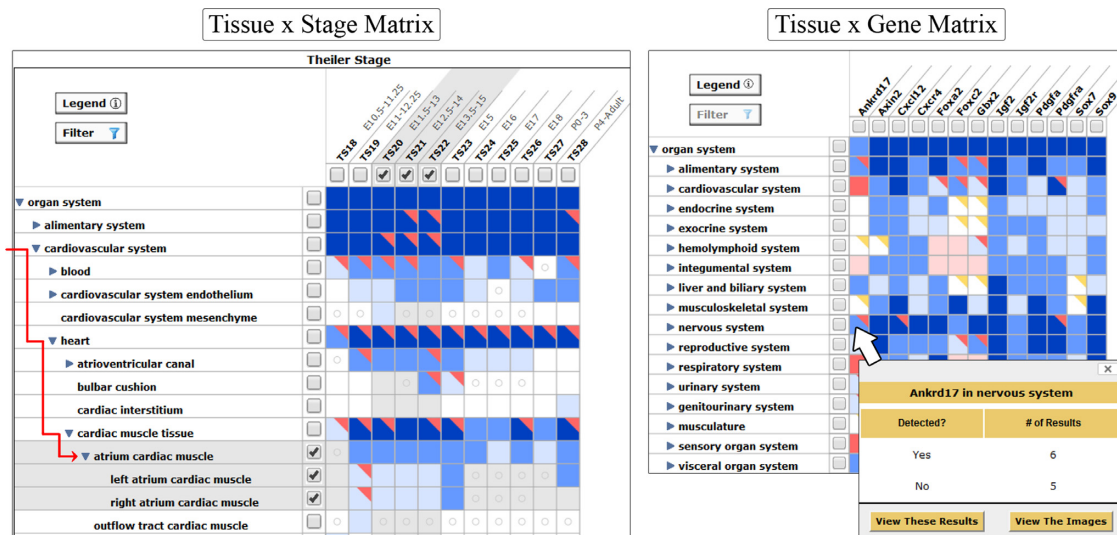 Tissue x Stage Matrix
Theiler Stage
Legend
Filter
E10.5-11.25
E11-12.25
E11.5-13
E12.5-14
E13.5-15
E15
E16
E17
E18
P0-3
P4-Adult
TS18
TS19
TS20
TS21
TS22
TS23
TS24
TS25
TS26
TS27
TS28
organ system
alimentary system
cardiovascular system
blood
cardiovascular system endothelium
cardiovascular system mesenchyme
heart
atrioventricular canal
bulbar cushion
cardiac interstitium
cardiac muscle tissue
atrium cardiac muscle
left atrium cardiac muscle
right atrium cardiac muscle
outflow tract cardiac muscle
Tissue x Gene Matrix
Legend
Filter
Ankrd17
Axin2
Cxcl12
Cxcr4
Foxa2
Foxc2
Gbx2
Igf2
Igf2r
Pdgfa
Pdgfra
Sox7
Sox9
organ system
alimentary system
cardiovascular system
endocrine system
exocrine system
hemolymphoid system
integumental system
liver and biliary system
musculoskeletal system
nervous system
reproductive system
respiratory system
urinary system
genitourinary system
musculature
sensory organ system
visceral organ system
x
Ankrd17 in nervous system
Detected? # of Results
Yes 6
No 5
View These Results View The Images